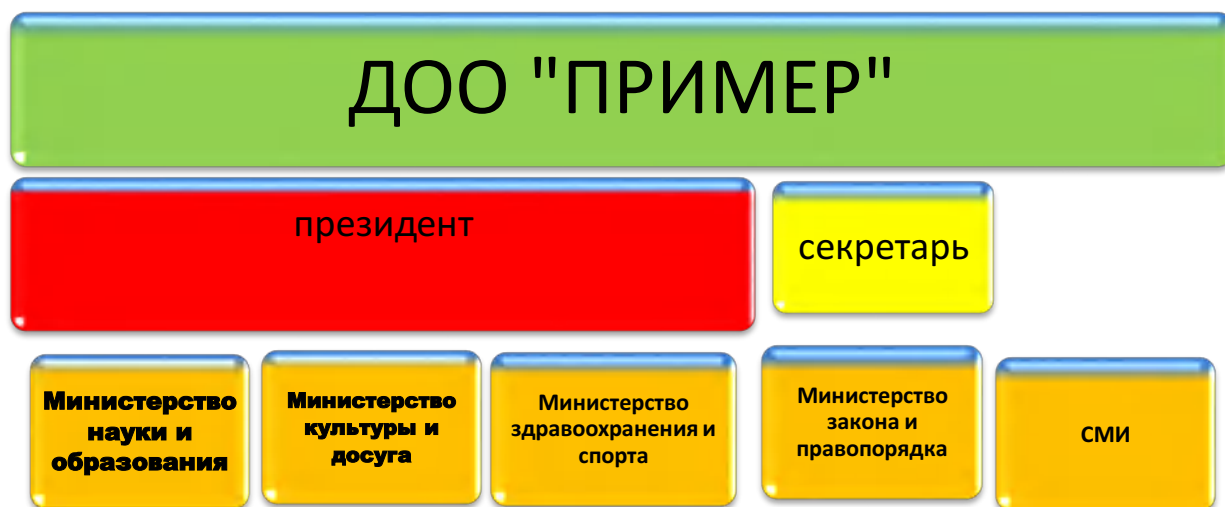 ДОО "ПРИМЕР"
президент
секретарь
Министерство
науки и
образования
Министерство
культуры и
досуга
Министерство
здравоохранения и
спорта
Министерство
закона и
правопорядка
СМИ